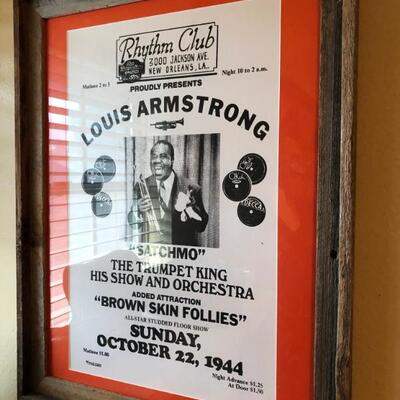 Rhythm Club
3000 JACKSON AVE.
NEW ORLEANS, LA.
Matinee 2 to 5
Night 10 to 2 a.m.
PROUDLY PRESENTS
LOUIS ARMSTRONG
DECCA
"SATCHMO"
THE TRUMPET KING
HIS SHOW AND ORCHESTRA
ADDED ATTRACTION
"BROWN SKIN FOLLIES"
ALL-STAR STUDDED FLOOR SHOW
SUNDAY,
OCTOBER 22, 1944
Matinee $1.00
Night Advance $1.25
At Door $1.50